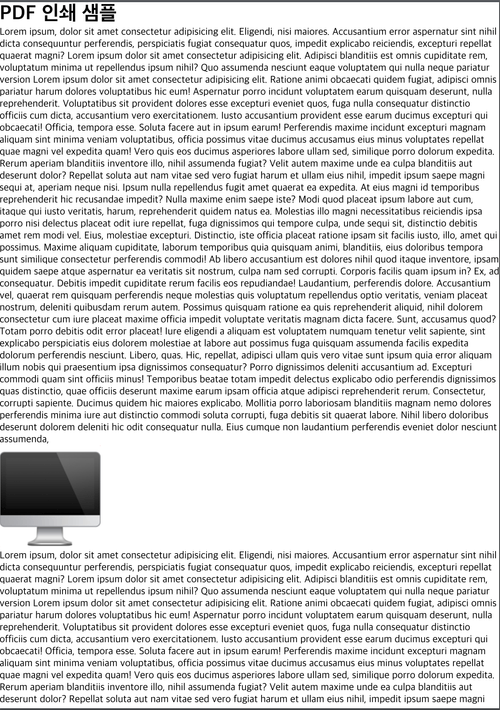 PDF 인쇄 샘플
Lorem ipsum, dolor sit amet consectetur adipisicing elit. Eligendi, nisi maiores. Accusantium error aspernatur sint nihil
dicta consequuntur perferendis, perspiciatis fugiat consequatur quos, impedit explicabo reiciendis, excepturi repellat
quaerat magni? Lorem ipsum dolor sit amet consectetur adipisicing elit. Adipisci blanditiis est omnis cupiditate rem,
voluptatum minima ut repellendus ipsum nihil? Quo assumenda nesciunt eaque voluptatem qui nulla neque pariatur
version Lorem ipsum dolor sit amet consectetur adipisicing elit. Ratione animi obcaecati quidem fugiat, adipisci omnis
pariatur harum dolores voluptatibus hic eum! Aspernatur porro incidunt voluptatem earum quisquam deserunt, nulla
reprehenderit. Voluptatibus sit provident dolores esse excepturi eveniet quos, fuga nulla consequatur distinctio
officiis cum dicta, accusantium vero exercitationem. Iusto accusantium provident esse earum ducimus excepturi qui
obcaecati! Officia, tempora esse. Soluta facere aut in ipsum earum! Perferendis maxime incidunt excepturi magnam
aliquam sint minima veniam voluptatibus, officia possimus vitae ducimus accusamus eius minus voluptates repellat
quae magni vel expedita quam! Vero quis eos ducimus asperiores labore ullam sed, similique porro dolorum expedita.
Rerum aperiam blanditiis inventore illo, nihil assumenda fugiat? Velit autem maxime unde ea culpa blanditiis aut
deserunt dolor? Repellat soluta aut nam vitae sed vero fugiat harum et ullam eius nihil, impedit ipsum saepe magni
sequi at, aperiam neque nisi. Ipsum nulla repellendus fugit amet quaerat ea expedita. At eius magni id temporibus
reprehenderit hic recusandae impedit? Nulla maxime enim saepe iste? Modi quod placeat ipsum labore aut cum,
itaque qui iusto veritatis, harum, reprehenderit quidem natus ea. Molestias illo magni necessitatibus reiciendis ipsa
porro nisi delectus placeat odit iure repellat, fuga dignissimos qui tempore culpa, unde sequi sit, distinctio debitis
amet rem modi vel. Eius, molestiae excepturi. Distinctio, iste officia placeat ratione ipsam sit facilis iusto, illo, amet qui
possimus. Maxime aliquam cupiditate, laborum temporibus quia quisquam animi, blanditiis, eius doloribus tempora
sunt similique consectetur perferendis commodi! Ab libero accusantium est dolores nihil quod itaque inventore, ipsam
quidem saepe atque aspernatur ea veritatis sit nostrum, culpa nam sed corrupti. Corporis facilis quam ipsum in? Ex, ad
consequatur. Debitis impedit cupiditate rerum facilis eos repudiandae! Laudantium, perferendis dolore. Accusantium
vel, quaerat rem quisquam perferendis neque molestias quis voluptatum repellendus optio veritatis, veniam placeat
nostrum, deleniti quibusdam rerum autem. Possimus quisquam ratione ea quis reprehenderit aliquid, nihil dolorem
consectetur cum iure placeat maxime officia impedit voluptate veritatis magnam dicta facere. Sunt, accusamus quod?
Totam porro debitis odit error placeat! Iure eligendi a aliquam est voluptatem numquam tenetur velit sapiente, sint
explicabo perspiciatis eius dolorem molestiae at labore aut possimus fuga quisquam assumenda facilis expedita
dolorum perferendis nesciunt. Libero, quas. Hic, repellat, adipisci ullam quis vero vitae sunt ipsum quia error aliquam
illum nobis qui praesentium ipsa dignissimos consequatur? Porro dignissimos deleniti accusantium ad. Excepturi
commodi quam sint officiis minus! Temporibus beatae totam impedit delectus explicabo odio perferendis dignissimos
quas distinctio, quae officiis deserunt maxime earum ipsam officia atque adipisci reprehenderit rerum. Consectetur,
corrupti sapiente. Ducimus quidem hic maiores explicabo. Mollitia porro laboriosam blanditiis magnam nemo dolores
perferendis minima iure aut distinctio commodi soluta corrupti, fuga debitis sit quaerat labore. Nihil libero doloribus
deserunt dolorem deleniti hic odit consequatur nulla. Eius cumque non laudantium perferendis eveniet dolor nesciunt
assumenda,
Lorem ipsum, dolor sit amet consectetur adipisicing elit. Eligendi, nisi maiores. Accusantium error aspernatur sint nihil
dicta consequuntur perferendis, perspiciatis fugiat consequatur quos, impedit explicabo reiciendis, excepturi repellat
quaerat magni? Lorem ipsum dolor sit amet consectetur adipisicing elit. Adipisci blanditiis est omnis cupiditate rem,
voluptatum minima ut repellendus ipsum nihil? Quo assumenda nesciunt eaque voluptatem qui nulla neque pariatur
version Lorem ipsum dolor sit amet consectetur adipisicing elit. Ratione animi obcaecati quidem fugiat, adipisci omnis
pariatur harum dolores voluptatibus hic eum! Aspernatur porro incidunt voluptatem earum quisquam deserunt, nulla
reprehenderit. Voluptatibus sit provident dolores esse excepturi eveniet quos, fuga nulla consequatur distinctio
officiis cum dicta, accusantium vero exercitationem. Iusto accusantium provident esse earum ducimus excepturi qui
obcaecati! Officia, tempora esse. Soluta facere aut in ipsum earum! Perferendis maxime incidunt excepturi magnam
aliquam sint minima veniam voluptatibus, officia possimus vitae ducimus accusamus eius minus voluptates repellat
quae magni vel expedita quam! Vero quis eos ducimus asperiores labore ullam sed, similique porro dolorum expedita.
Rerum aperiam blanditiis inventore illo, nihil assumenda fugiat? Velit autem maxime unde ea culpa blanditiis aut
deserunt dolor? Repellat soluta aut nam vitae sed vero fugiat harum et ullam eius nihil, impedit ipsum saepe magni